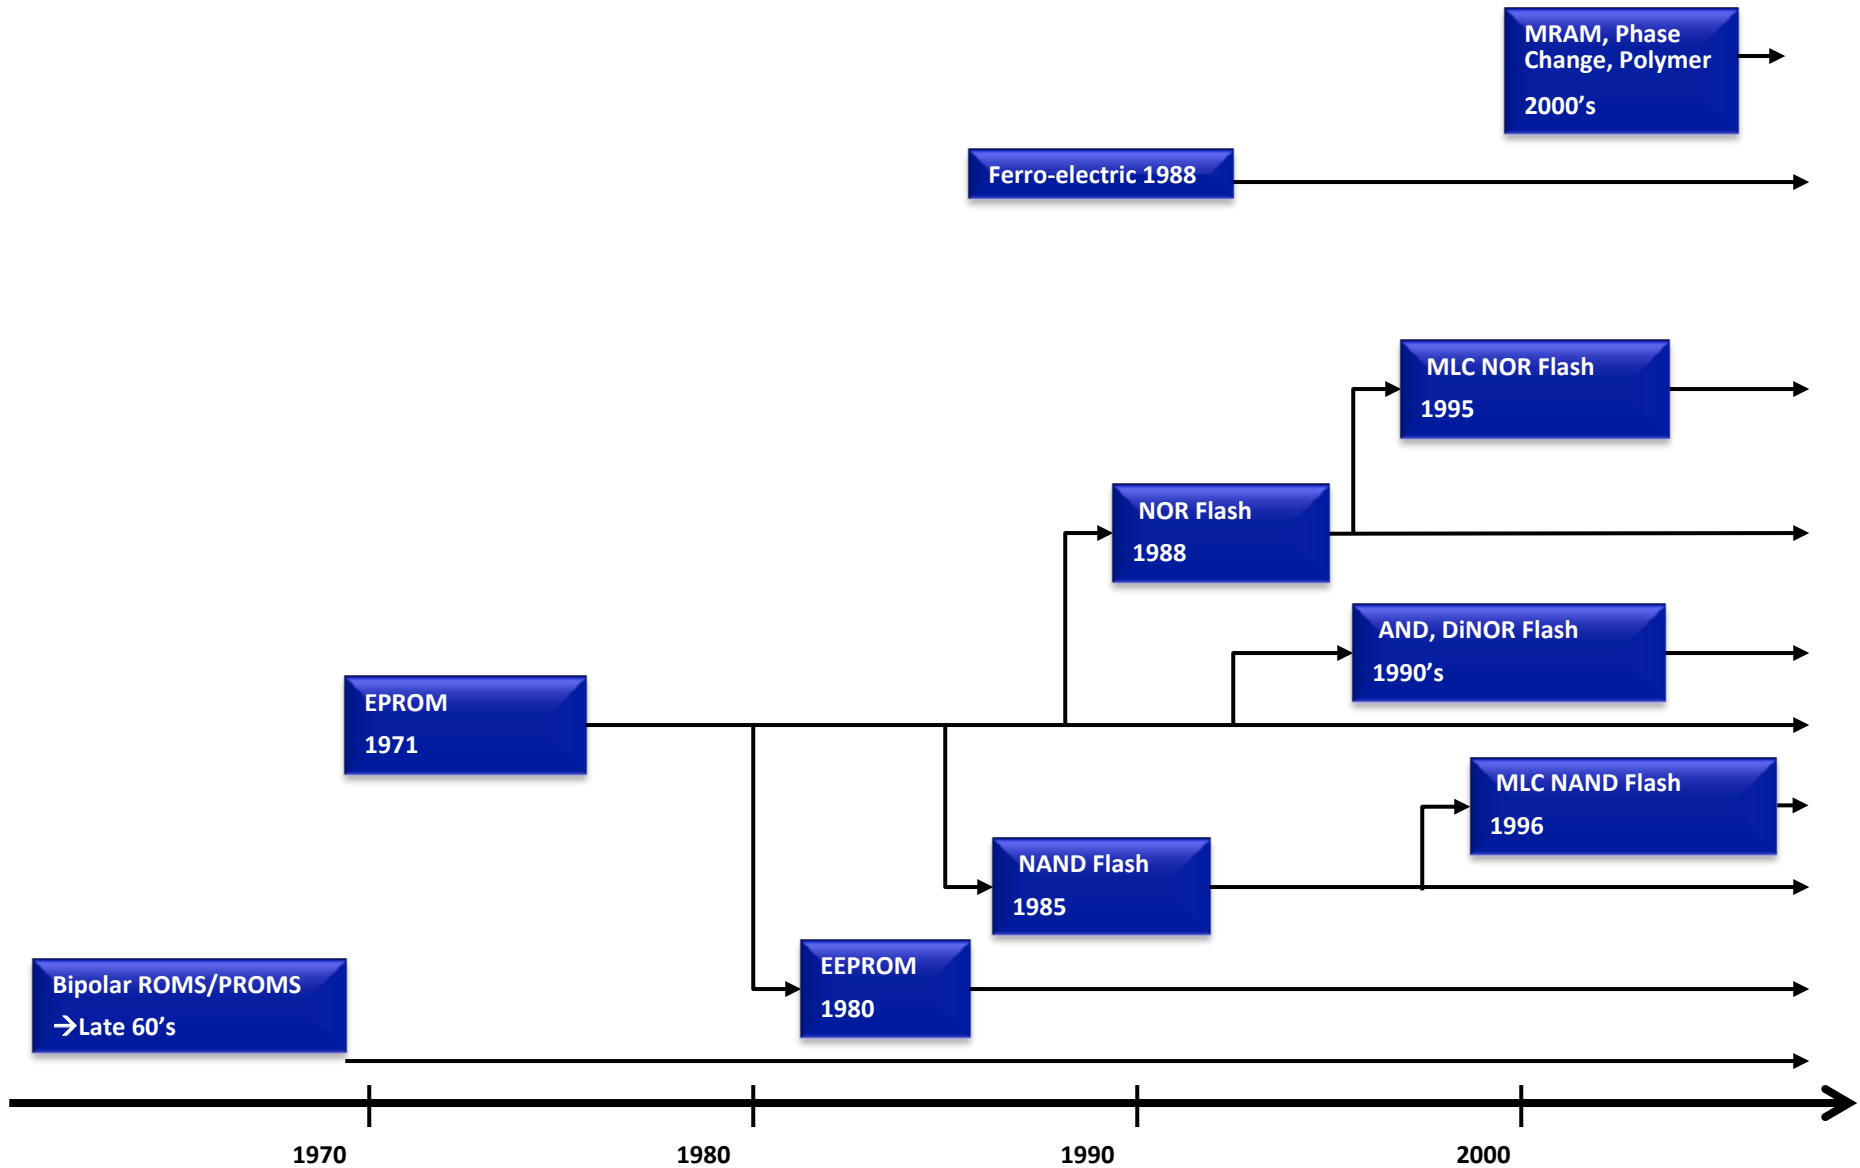 MRAM, Phase
Change, Polymer
2000’s
Ferro-electric 1988
MLC NOR Flash
1995
NOR Flash
1988
AND, DiNOR Flash
1990’s
EPROM
1971
MLC NAND Flash
1996
NAND Flash
1985
EEPROM
1980
Bipolar ROMS/PROMS
→Late 60’s
1970
1980
1990
2000